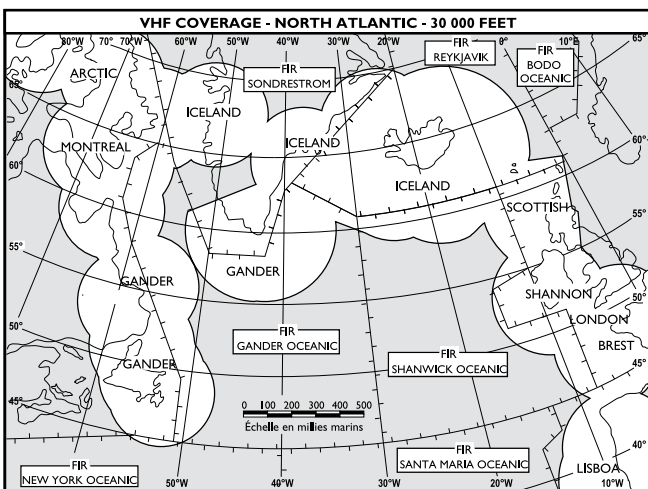 VHF COVERAGE - NORTH ATLANTIC - 30 000 FEET
80°W 70°W 70°W 60°W 50°W 40°W 30°W 20°W 10°W 0° 10°E
65° 65°
FIR
SONDRESTROM
FIR
REYKJAVIK
FIR
BODO
OCEANIC
ARCTIC
ICELAND
ICELAND
MONTREAL
60° 60°
ICELAND
SCOTTISH
55° 55°
GANDER
GANDER
SHANNON
50° 50°
LONDON
BREST
FIR
GANDER OCEANIC
FIR
SHANWICK OCEANIC
GANDER
45° 45°
0 100 200 300 400 500
Échelle en millies marins
40°
FIR
NEW YORK OCEANIC
FIR
SANTA MARIA OCEANIC
LISBOA
50°W 40°W 30°W 20°W 10°W